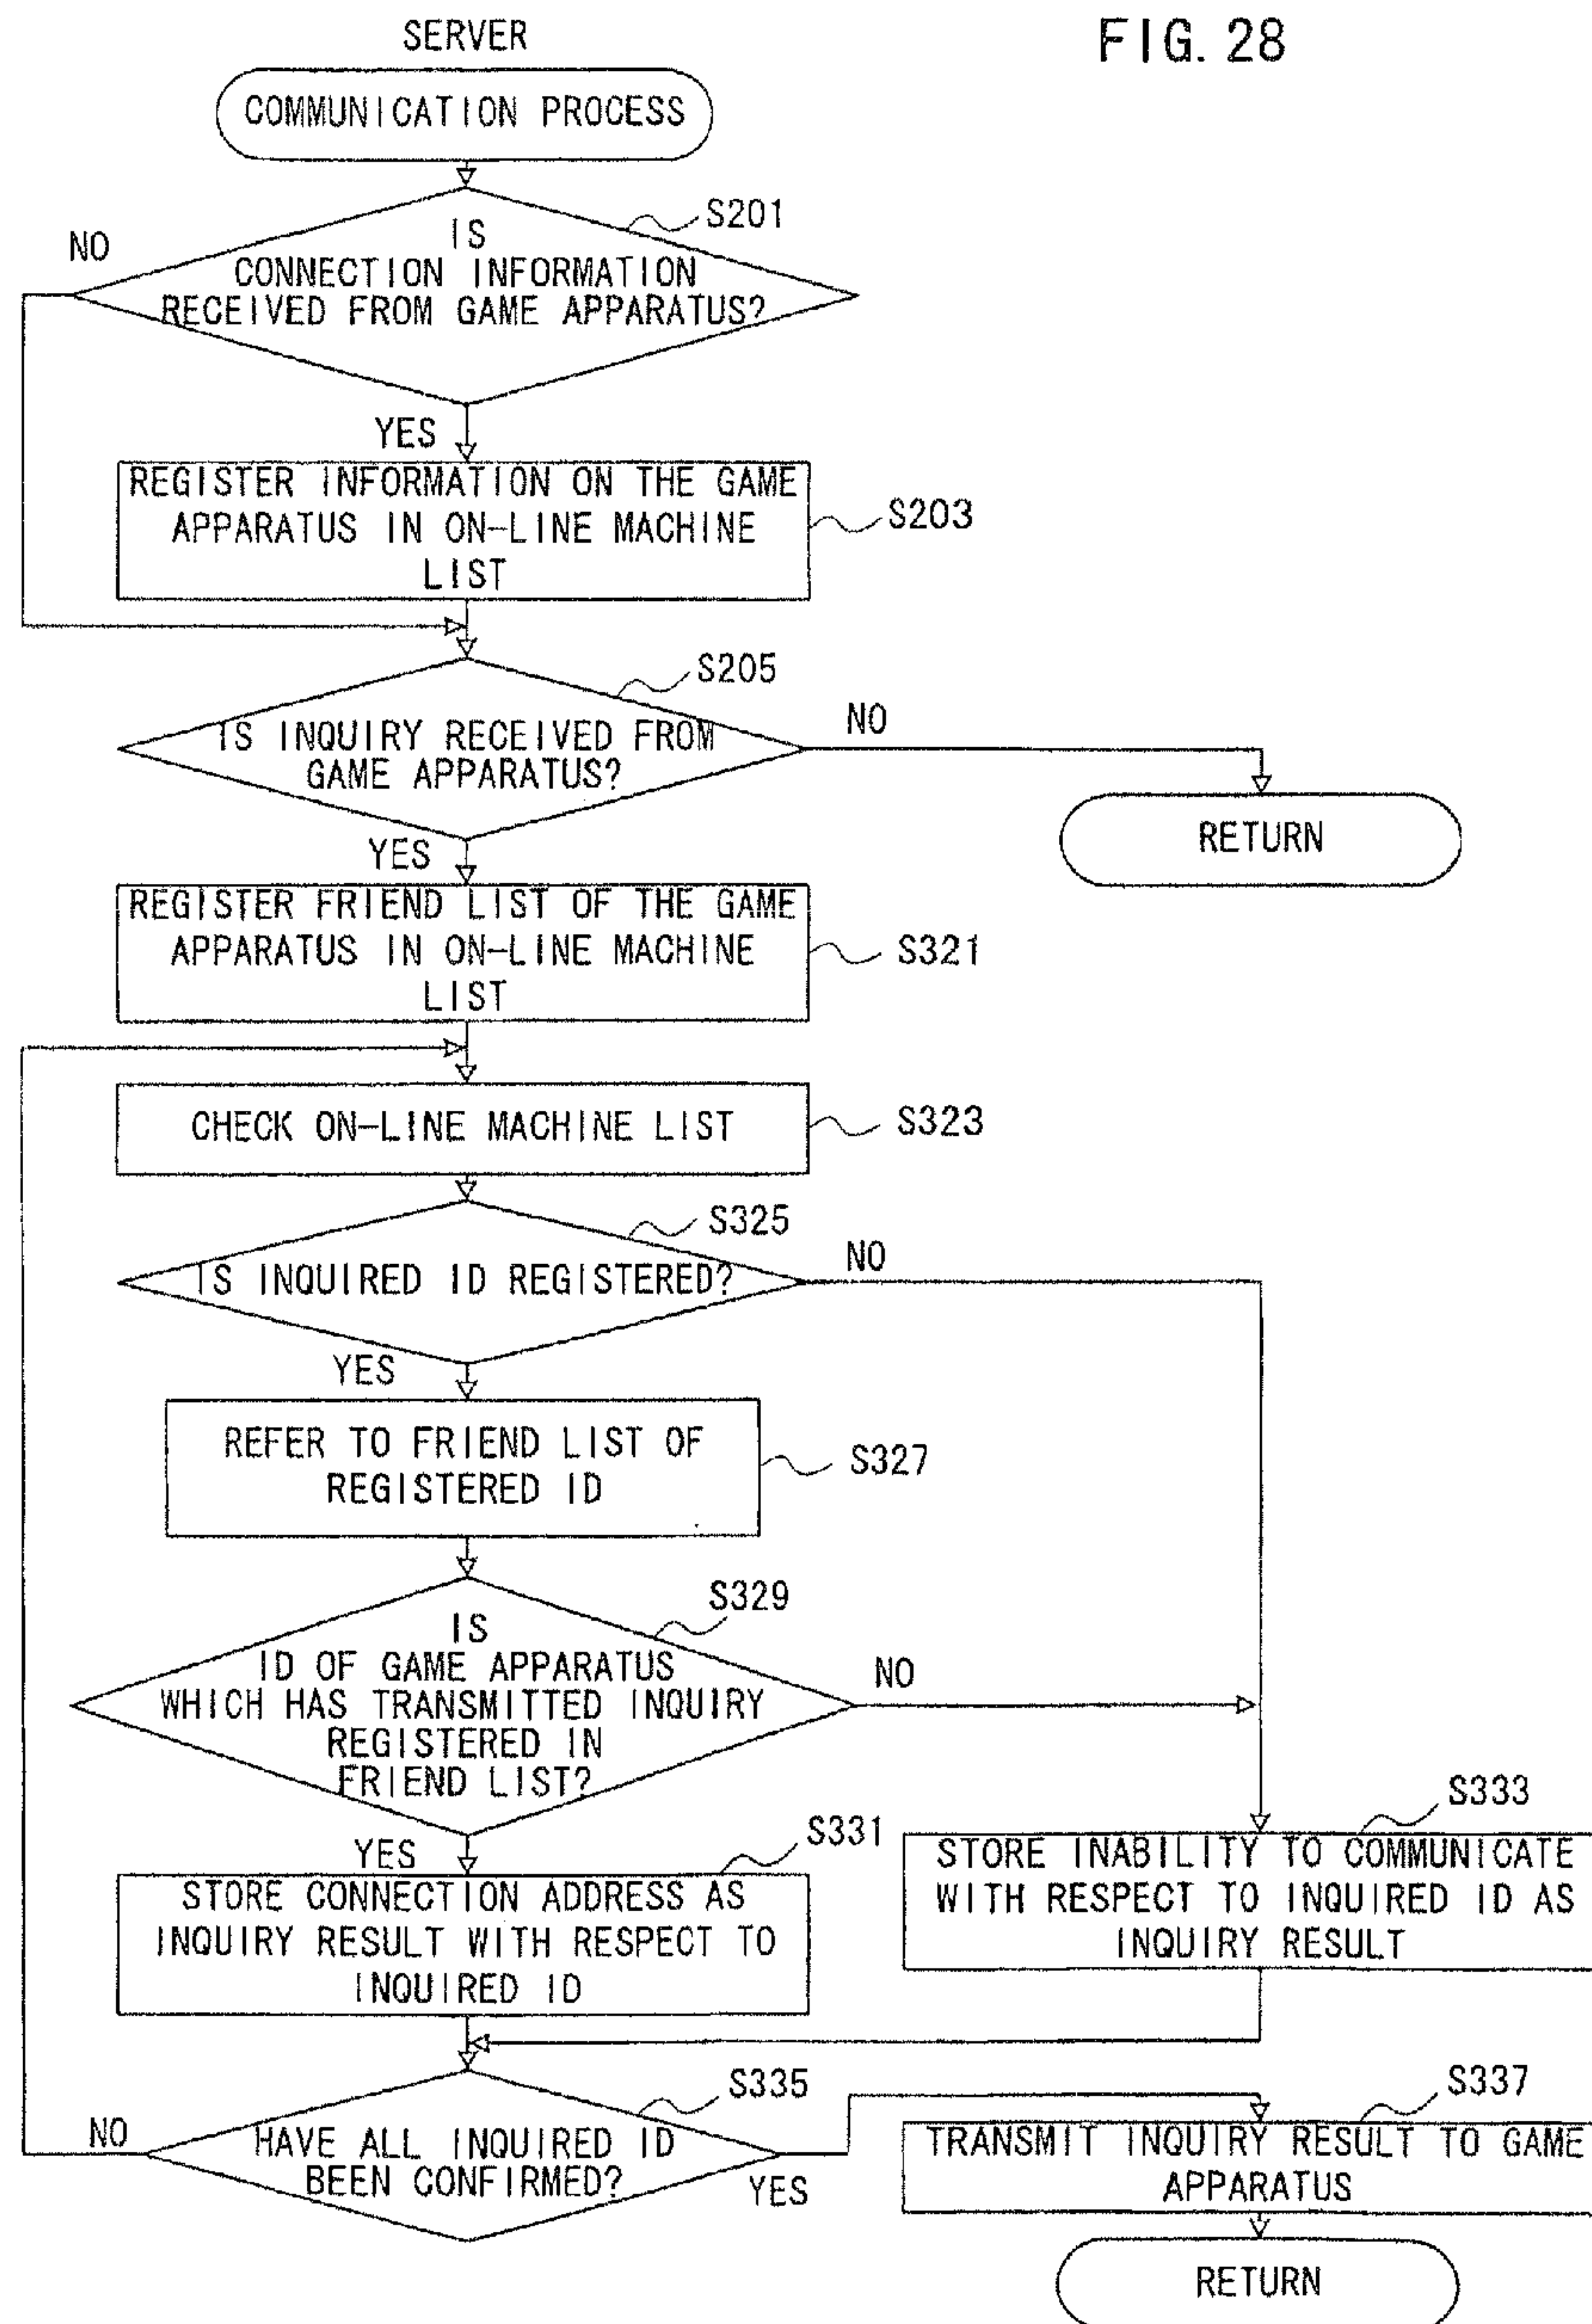 SERVER
FIG. 28
COMMUNICATION PROCESS
S201
NO
IS
CONNECTION INFORMATION
RECEIVED FROM GAME APPARATUS?
YES
REGISTER INFORMATION ON THE GAME
APPARATUS IN ON-LINE MACHINE
LIST
S203
S205
IS INQUIRY RECEIVED FROM
GAME APPARATUS?
NO
RETURN
YES
REGISTER FRIEND LIST OF THE GAME
APPARATUS IN ON-LINE MACHINE
LIST
S321
CHECK ON-LINE MACHINE LIST
S323
S325
IS INQUIRED ID REGISTERED?
NO
YES
REFER TO FRIEND LIST OF
REGISTERED ID
S327
S329
IS
ID OF GAME APPARATUS
WHICH HAS TRANSMITTED INQUIRY
REGISTERED IN
FRIEND LIST?
NO
YES
S331
STORE CONNECTION ADDRESS AS
INQUIRY RESULT WITH RESPECT TO
INQUIRED ID
S333
STORE INABILITY TO COMMUNICATE
WITH RESPECT TO INQUIRED ID AS
INQUIRY RESULT
S335
NO
HAVE ALL INQUIRED ID
BEEN CONFIRMED?
YES
S337
TRANSMIT INQUIRY RESULT TO GAME
APPARATUS
RETURN